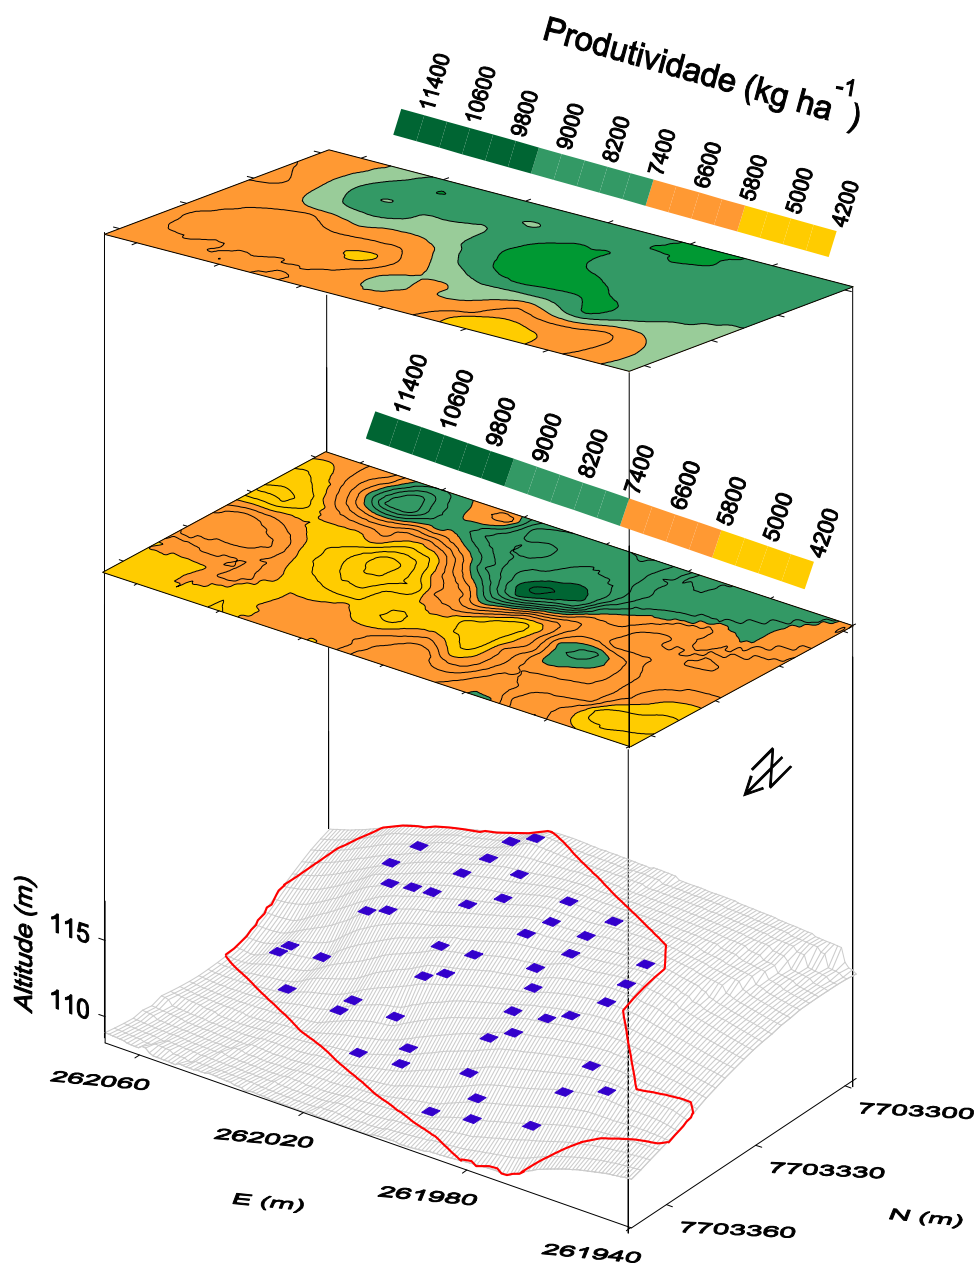 Produtividade (kg ha-1)
11400 10600 9800 9000 8200 7400 6600 5800 5000 4200
11400 10600 9800 9000 8200 7400 6600 5800 5000 4200
N
Altitude (m)
115
110
262060 262020 261980 261940
E (m)
7703300
7703330
7703360
N (m)